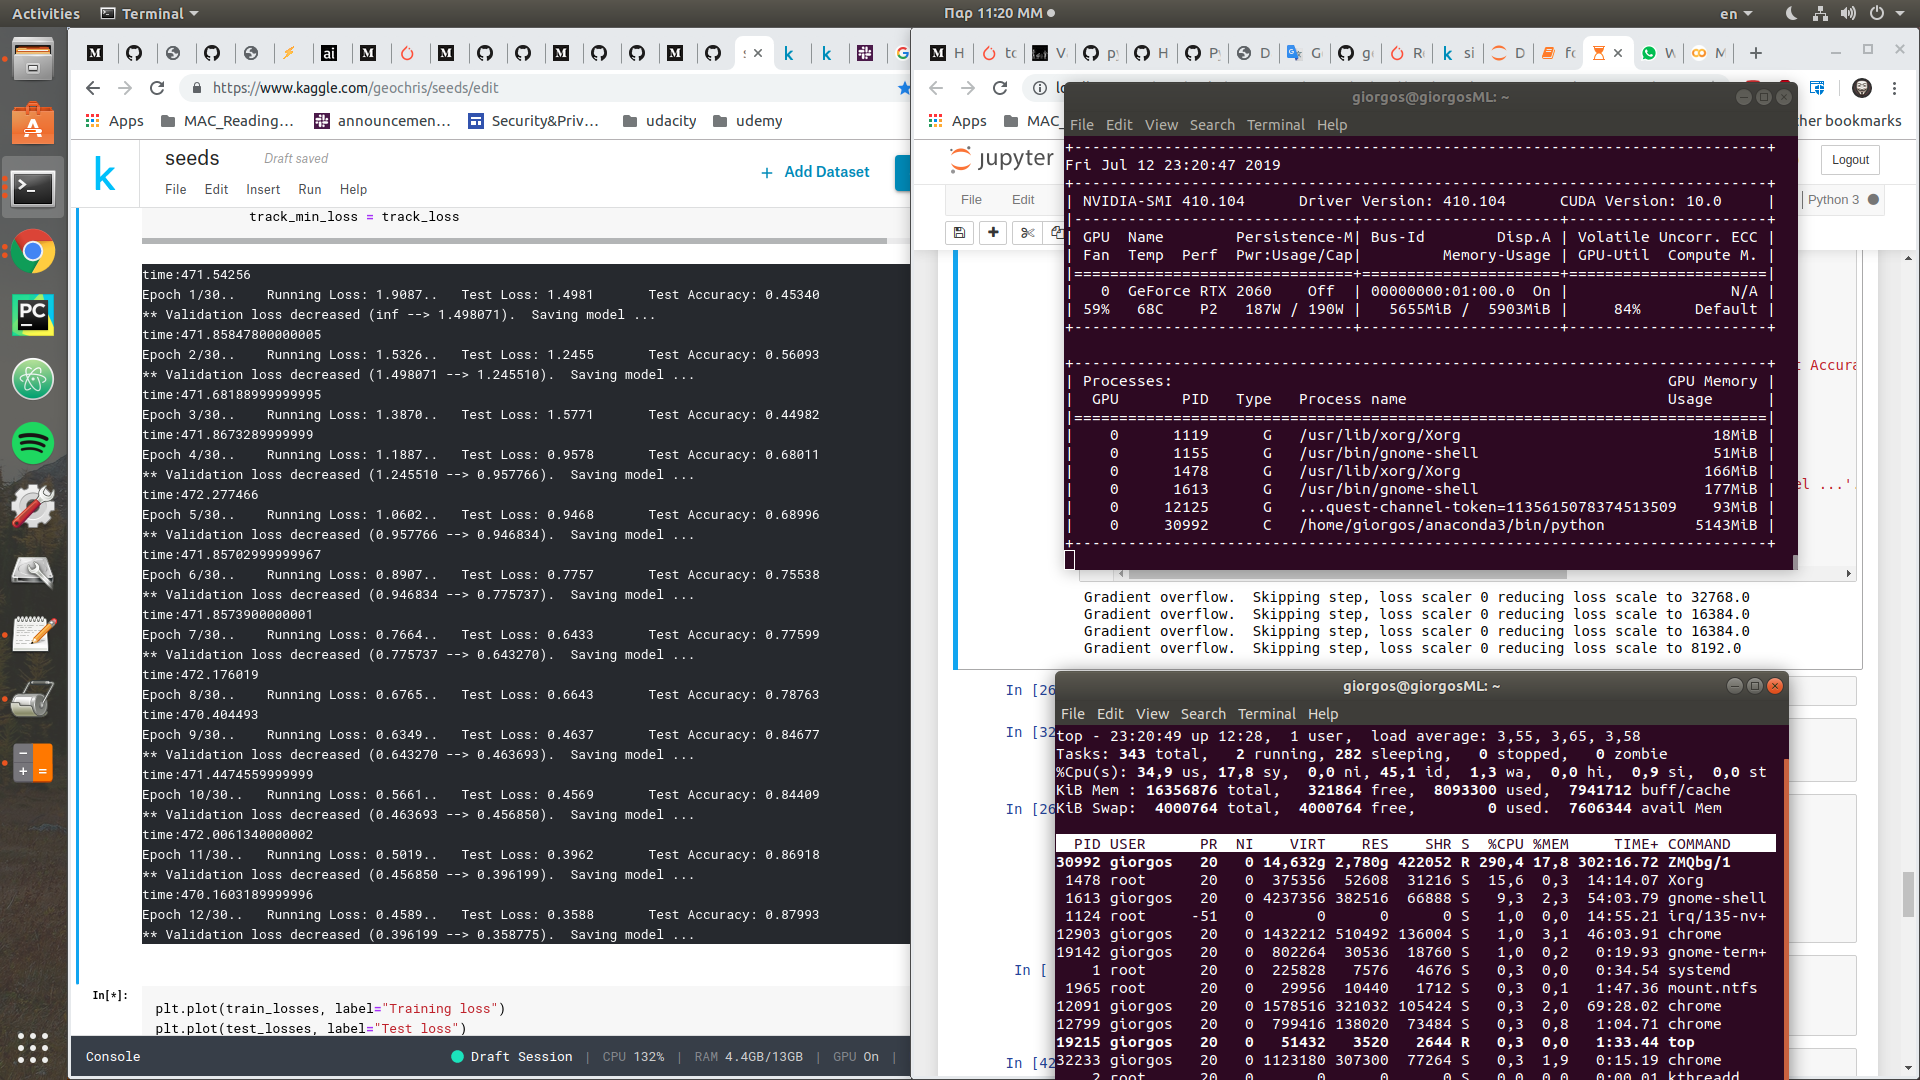 Activities
Terminal
Παρ 11:20 ΜΜ
en
https://www.kaggle.com/geochris/seeds/edit
Apps
MAC_Reading...
announcemen...
Security&Priv...
udacity
udemy
seeds
Draft saved
File Edit Insert Run Help
+ Add Dataset
track_min_loss = track_loss
time:471.54256
Epoch 1/30.. Running Loss: 1.9087.. Test Loss: 1.4981 Test Accuracy: 0.45340
** Validation loss decreased (inf --> 1.498071). Saving model ...
time:471.85847800000005
Epoch 2/30.. Running Loss: 1.5326.. Test Loss: 1.2455 Test Accuracy: 0.56093
** Validation loss decreased (1.498071 --> 1.245510). Saving model ...
time:471.68188999999995
Epoch 3/30.. Running Loss: 1.3870.. Test Loss: 1.5771 Test Accuracy: 0.44982
time:471.8673289999999
Epoch 4/30.. Running Loss: 1.1887.. Test Loss: 0.9578 Test Accuracy: 0.68011
** Validation loss decreased (1.245510 --> 0.957766). Saving model ...
time:472.277466
Epoch 5/30.. Running Loss: 1.0602.. Test Loss: 0.9468 Test Accuracy: 0.68996
** Validation loss decreased (0.957766 --> 0.946834). Saving model ...
time:471.85702999999967
Epoch 6/30.. Running Loss: 0.8907.. Test Loss: 0.7757 Test Accuracy: 0.75538
** Validation loss decreased (0.946834 --> 0.775737). Saving model ...
time:471.8573900000001
Epoch 7/30.. Running Loss: 0.7664.. Test Loss: 0.6433 Test Accuracy: 0.77599
** Validation loss decreased (0.775737 --> 0.643270). Saving model ...
time:472.176019
Epoch 8/30.. Running Loss: 0.6765.. Test Loss: 0.6643 Test Accuracy: 0.78763
time:470.404493
Epoch 9/30.. Running Loss: 0.6349.. Test Loss: 0.4637 Test Accuracy: 0.84677
** Validation loss decreased (0.643270 --> 0.463693). Saving model ...
time:471.4474559999999
Epoch 10/30.. Running Loss: 0.5661.. Test Loss: 0.4569 Test Accuracy: 0.84409
** Validation loss decreased (0.463693 --> 0.456850). Saving model ...
time:472.0061340000002
Epoch 11/30.. Running Loss: 0.5019.. Test Loss: 0.3962 Test Accuracy: 0.86918
** Validation loss decreased (0.456850 --> 0.396199). Saving model ...
time:470.1603189999996
Epoch 12/30.. Running Loss: 0.4589.. Test Loss: 0.3588 Test Accuracy: 0.87993
** Validation loss decreased (0.396199 --> 0.358775). Saving model ...
In[*]:
plt.plot(train_losses, label="Training loss")
plt.plot(test_losses, label="Test loss")
Console
Draft Session | CPU 132% | RAM 4.4GB/13GB | GPU On |
Apps
MAC_
her bookmarks
jupyter
Logout
File Edit
Python 3
giorgos@giorgosML: ~
File Edit View Search Terminal Help
Fri Jul 12 23:20:47 2019
NVIDIA-SMI 410.104 Driver Version: 410.104 CUDA Version: 10.0
GPU Name Persistence-M| Bus-Id Disp.A | Volatile Uncorr. ECC |
Fan Temp Perf Pwr:Usage/Cap| Memory-Usage | GPU-Util Compute M. |
0 GeForce RTX 2060 Off | 00000000:01:00.0 On | N/A |
59% 68C P2 187W / 190W | 5655MiB / 5903MiB | 84% Default |
Processes: GPU Memory |
GPU PID Type Process name Usage |
0 1119 G /usr/lib/xorg/Xorg 18MiB |
0 1155 G /usr/bin/gnome-shell 51MiB |
0 1478 G /usr/lib/xorg/Xorg 166MiB |
0 1613 G /usr/bin/gnome-shell 177MiB |
0 12125 G ...quest-channel-token=1135615078374513509 93MiB |
0 30992 C /home/giorgos/anaconda3/bin/python 5143MiB |
t Accura
el ...'
Gradient overflow. Skipping step, loss scaler 0 reducing loss scale to 32768.0
Gradient overflow. Skipping step, loss scaler 0 reducing loss scale to 16384.0
Gradient overflow. Skipping step, loss scaler 0 reducing loss scale to 16384.0
Gradient overflow. Skipping step, loss scaler 0 reducing loss scale to 8192.0
In [26
In [32
In [26
In [
In [42
giorgos@giorgosML: ~
File Edit View Search Terminal Help
top - 23:20:49 up 12:28, 1 user, load average: 3,55, 3,65, 3,58
Tasks: 343 total, 2 running, 282 sleeping, 0 stopped, 0 zombie
%Cpu(s): 34,9 us, 17,8 sy, 0,0 ni, 45,1 id, 1,3 wa, 0,0 hi, 0,9 si, 0,0 st
KiB Mem : 16356876 total, 321864 free, 8093300 used, 7941712 buff/cache
KiB Swap: 4000764 total, 4000764 free, 0 used. 7606344 avail Mem
PID USER PR NI VIRT RES SHR S %CPU %MEM TIME+ COMMAND
30992 giorgos 20 0 14,632g 2,780g 422052 R 290,4 17,8 302:16.72 ZMQbg/1
1478 root 20 0 375356 52608 31216 S 15,6 0,3 14:14.07 Xorg
1613 giorgos 20 0 4237356 382516 66888 S 9,3 2,3 54:03.79 gnome-shell
1124 root -51 0 0 0 0 S 1,0 0,0 14:55.21 irq/135-nv+
12903 giorgos 20 0 1432212 510492 136004 S 1,0 3,1 46:03.91 chrome
19142 giorgos 20 0 802264 30536 18760 S 1,0 0,2 0:19.93 gnome-term+
1 root 20 0 225828 7576 4676 S 0,3 0,0 0:34.54 systemd
1965 root 20 0 29956 10440 1712 S 0,3 0,1 1:47.36 mount.ntfs
12091 giorgos 20 0 1578516 321032 105424 S 0,3 2,0 69:28.02 chrome
12799 giorgos 20 0 799416 138020 73484 S 0,3 0,8 1:04.71 chrome
19215 giorgos 20 0 51432 3520 2644 R 0,3 0,0 1:33.44 top
32233 giorgos 20 0 1123180 307300 77264 S 0,3 1,9 0:15.19 chrome
2 root 20 0 0 0 0 S 0,0 0,0 0:00.01 kthreadd